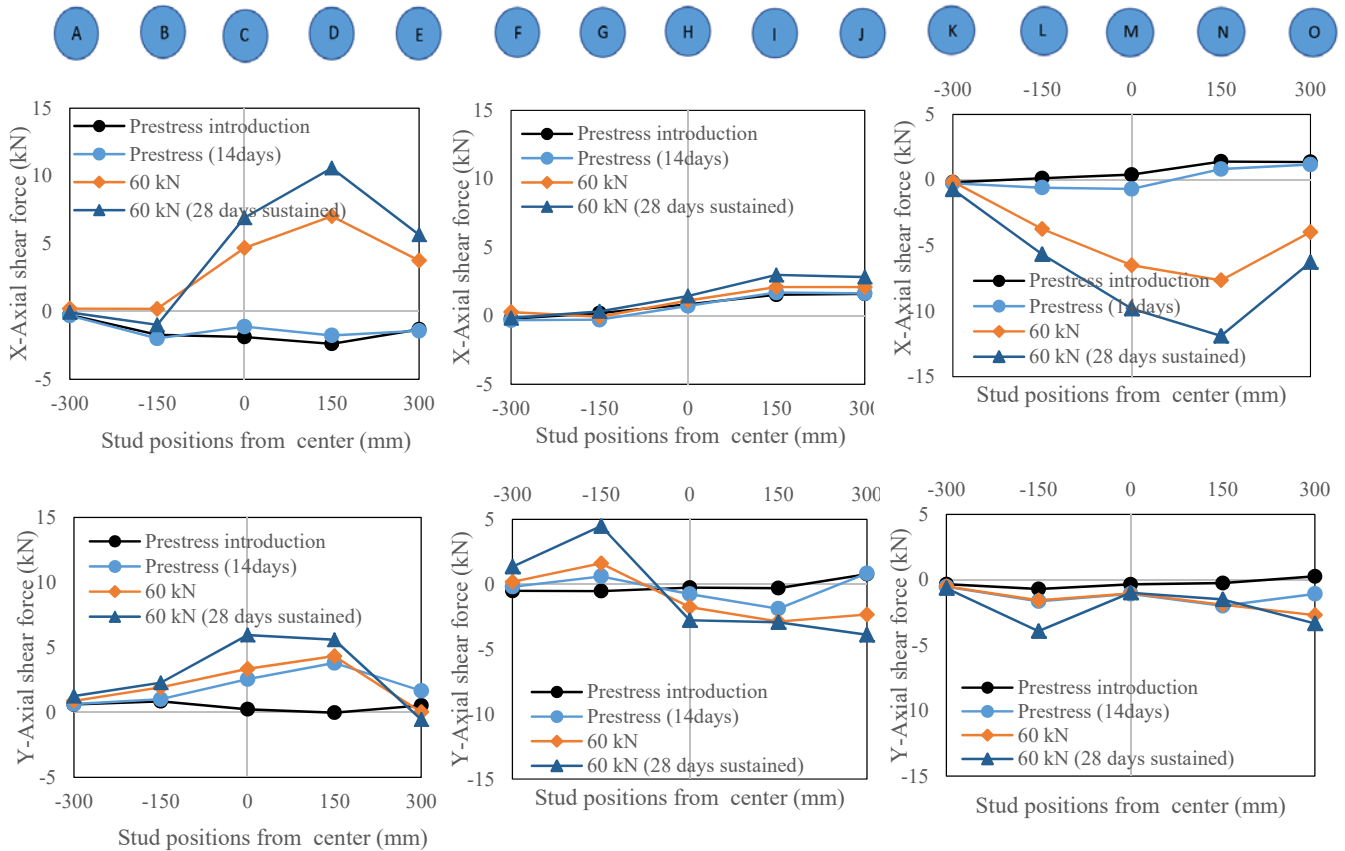 A B C D E F G H I J K L M N O
15
10
5
0
-5
X-Axial shear force (kN)
Prestress introduction
Prestress (14days)
60 kN
60 kN (28 days sustained)
-300 -150 0 150 300
Stud positions from center (mm)
15
10
5
0
-5
X-Axial shear force (kN)
Prestress introduction
Prestress (14days)
60 kN
60 kN (28 days sustained)
-300 -150 0 150 300
Stud positions from center (mm)
-300 -150 0 150 300
5
0
-5
-10
-15
X-Axial shear force (kN)
Prestress introduction
Prestress (14days)
60 kN
60 kN (28 days sustained)
Stud positions from center (mm)
15
10
5
0
-5
Y-Axial shear force (kN)
Prestress introduction
Prestress (14days)
60 kN
60 kN (28 days sustained)
-300 -150 0 150 300
Stud positions from center (mm)
-300 -150 0 150 300
5
0
-5
-10
-15
Y-Axial shear force (kN)
Prestress introduction
Prestress (14days)
60 kN
60 kN (28 days sustained)
Stud positions from center (mm)
-300 -150 0 150 300
5
0
-5
-10
-15
Y-Axial shear force (kN)
Prestress introduction
Prestress (14days)
60 kN
60 kN (28 days sustained)
Stud positions from center (mm)